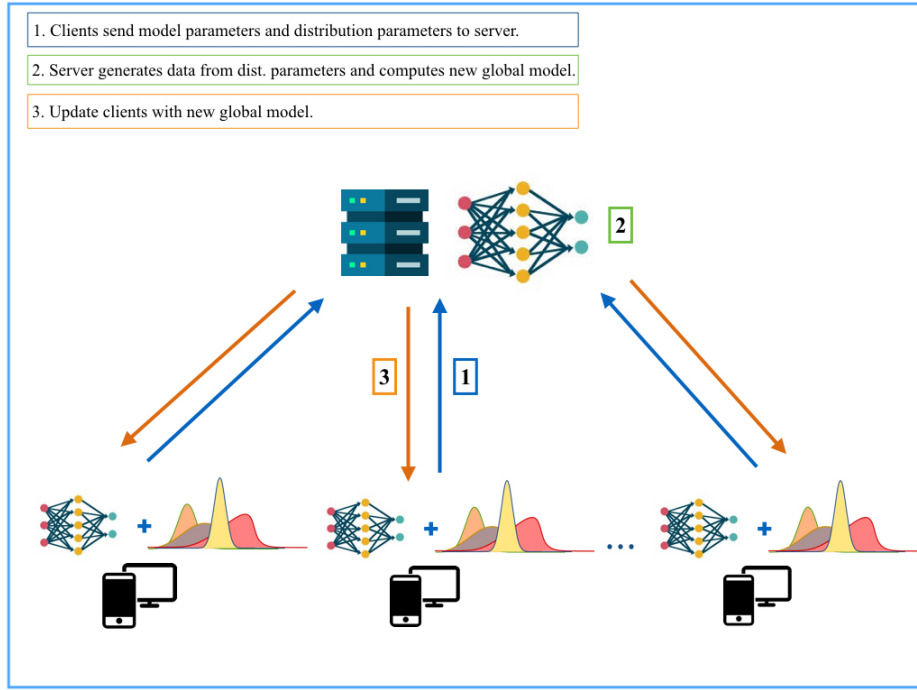 1. Clients send model parameters and distribution parameters to server.
2. Server generates data from dist. parameters and computes new global model.
3. Update clients with new global model.
2
3
1
+
+
...
+